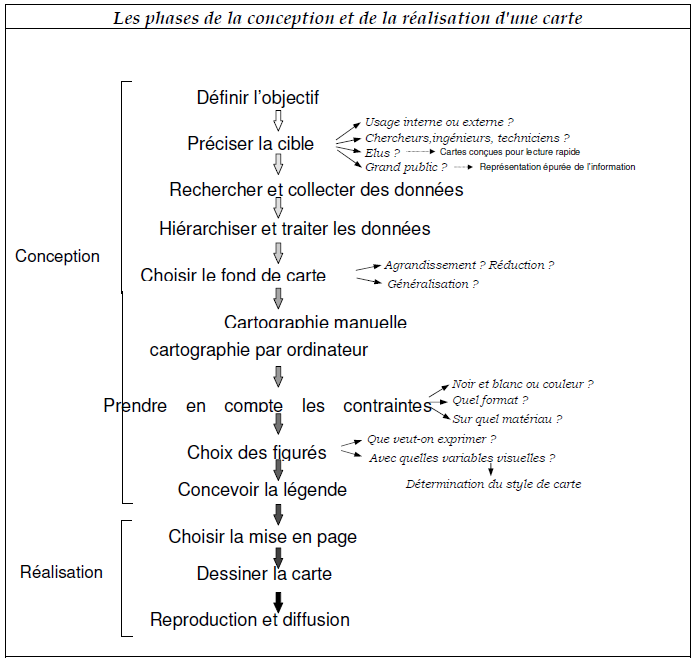 Les phases de la conception et de la réalisation d'une carte
Définir l'objectif
Usage interne ou externe ?
Préciser la cible
Chercheurs,ingénieurs, techniciens ?
Elus ?
Cartes conçues pour lecture rapide
Grand public ?
Représentation épurée de l'information
Rechercher et collecter des données
Hiérarchiser et traiter les données
Conception
Choisir le fond de carte
Agrandissement ? Réduction ?
Généralisation ?
Cartographie manuelle
cartographie par ordinateur
Prendre en compte les contraintes
Noir et blanc ou couleur ?
Quel format ?
Sur quel matériau ?
Choix des figurés
Que veut-on exprimer ?
Avec quelles variables visuelles ?
Détermination du style de carte
Concevoir la légende
Choisir la mise en page
Réalisation
Dessiner la carte
Reproduction et diffusion